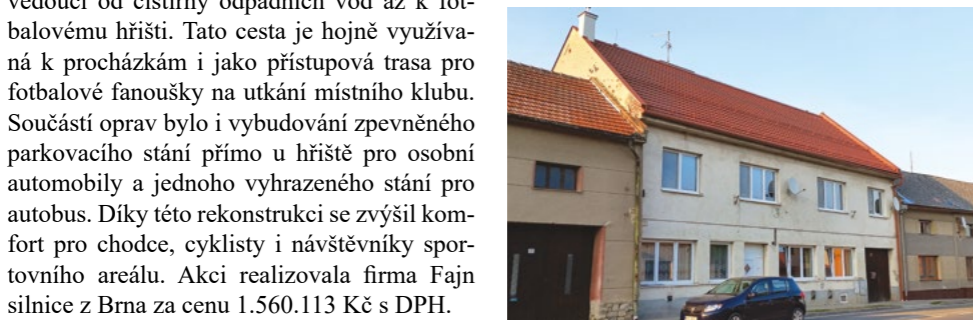 vedoucí od čistírny odpadních vod až k fot-
balovému hřišti. Tato cesta je hojně využíva-
ná k procházkám i jako přístupová trasa pro
fotbalové fanoušky na utkání místního klubu.
Součástí oprav bylo i vybudování zpevněného
parkovacího stání přímo u hřiště pro osobní
automobily a jednoho vyhrazeného stání pro
autobus. Díky této rekonstrukci se zvýšil kom-
fort pro chodce, cyklisty i návštěvníky spor-
tovního areálu. Akci realizovala firma Fajn
silnice z Brna za cenu 1.560.113 Kč s DPH.